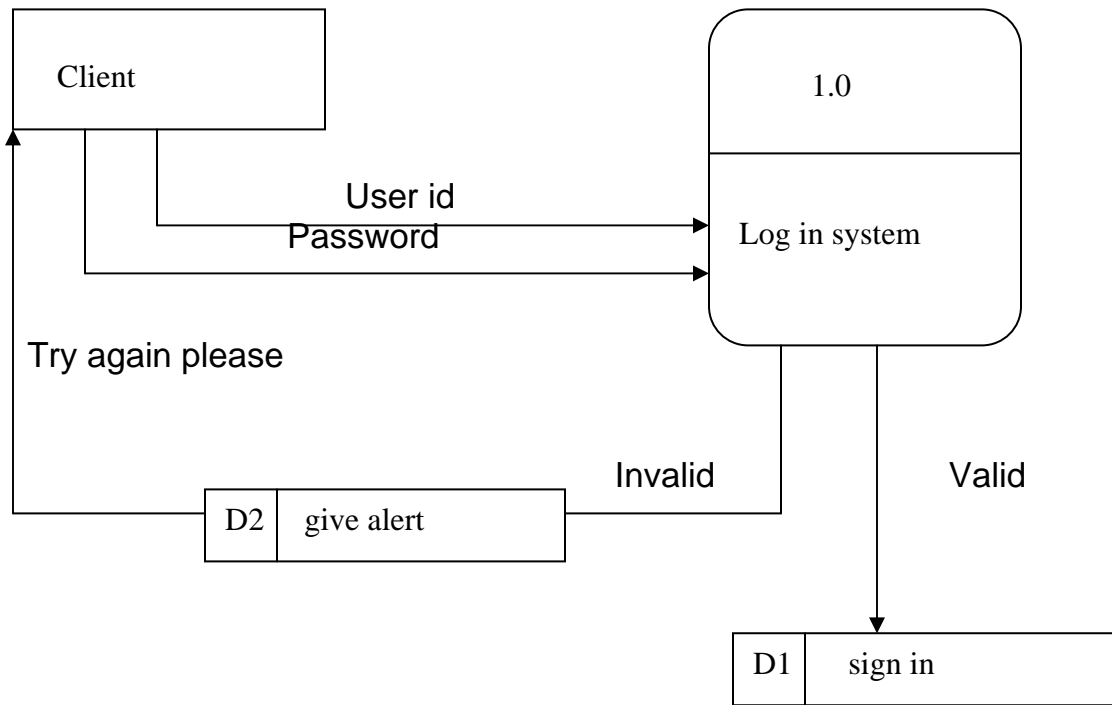 Client
1.0
User id
Password
Log in system
Try again please
Invalid
Valid
D2 give alert
D1 sign in